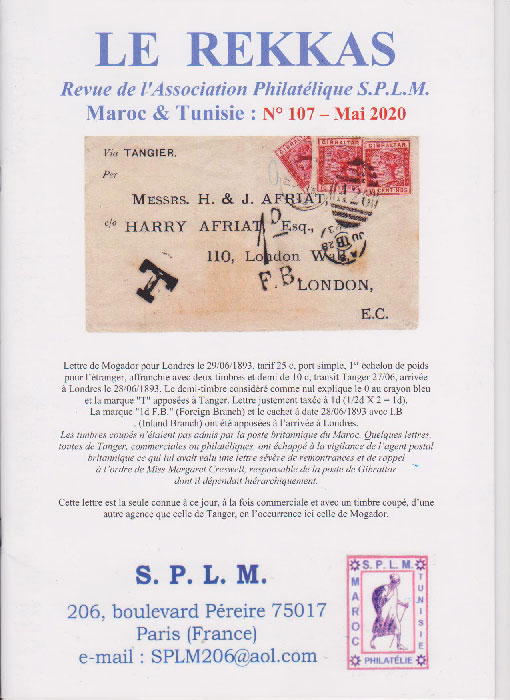 LE REKKAS
Revue de l'Association Philatélique S.P.L.M.
Maroc & Tunisie : N° 107 – Mai 2020
GIBRALTAR
GIBRALTAR
Via TANGIER.
Per
MESSRS. H. & J. AFRIAT
c/o HARRY AFRIAT, Esq.,
110, London Wall,
LONDON,
E.C.
T
1D
F.B.
Lettre de Mogador pour Londres le 29/06/1893, tarif 25 c, port simple, 1er échelon de poids
pour l'étranger, affranchie avec deux timbres et demi de 10 c, transit Tanger 27/06, arrivée
à Londres le 28/06/1893. Le demi-timbre considéré comme nul explique le 0 au crayon bleu
et la marque "T" apposées à Tanger. Lettre justement taxée à 1d (1/2d X 2 = 1d).
La marque "1d F.B." (Foreign Branch) et le cachet à date 28/06/1893 avec I.B
. (Inland Branch) ont été apposées à l'arrivée à Londres.
Les timbres coupés n'étaient pas admis par la poste britannique du Maroc. Quelques lettres,
toutes de Tanger, commerciales ou philatéliques, ont échappé à la vigilance de l'agent postal
britannique ce qui lui avait valu une lettre sévère de remontrances et de rappel
à l'ordre de Miss Margaret Creswell, responsable de la poste de Gibraltar
dont il dépendait hiérarchiquement.
Cette lettre est la seule connue à ce jour, à la fois commerciale et avec un timbre coupé, d'une
autre agence que celle de Tanger, en l'occurrence ici celle de Mogador.
S. P. L. M.
206, boulevard Péreire 75017
Paris (France)
e-mail : SPLM206@aol.com
S. P. L. M.
MAROC
TUNISIE
PHILATÉLIE